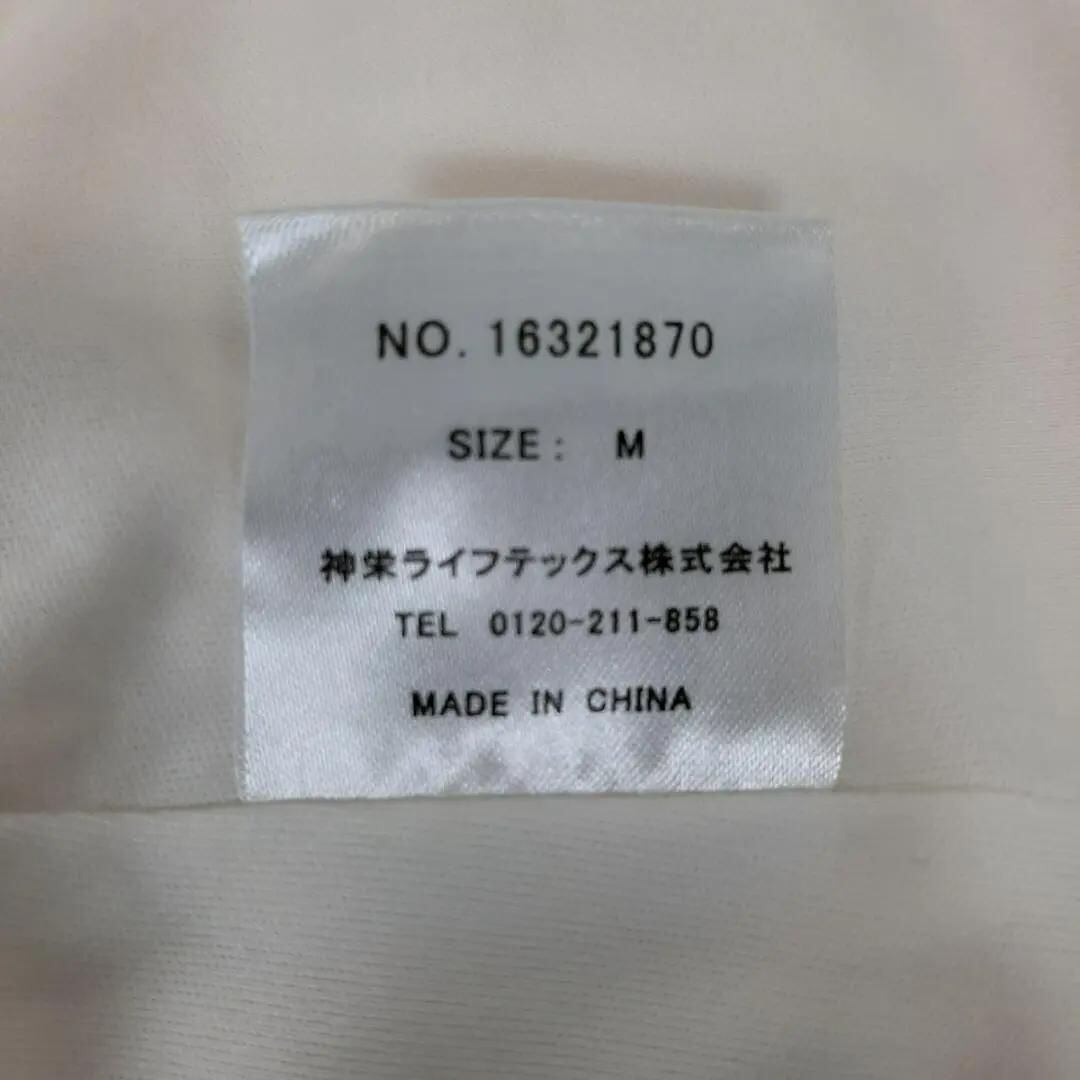 NO. 16321870
SIZE: M
神栄ライフテックス株式会社
TEL 0120-211-858
MADE IN CHINA